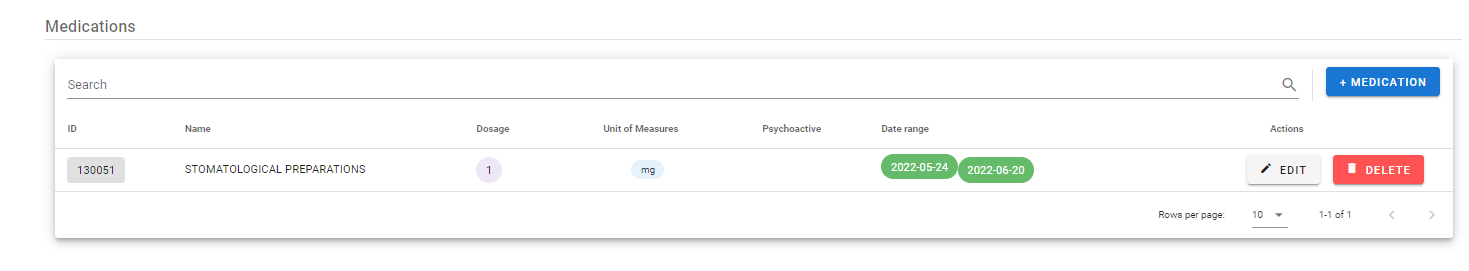 Medications
Search
+ MEDICATION
ID Name Dosage Unit of Measures Psychoactive Date range Actions
130051 STOMATOLOGICAL PREPARATIONS 1 mg 2022-05-24 2022-06-20 EDIT DELETE
Rows per page: 10 1-1 of 1